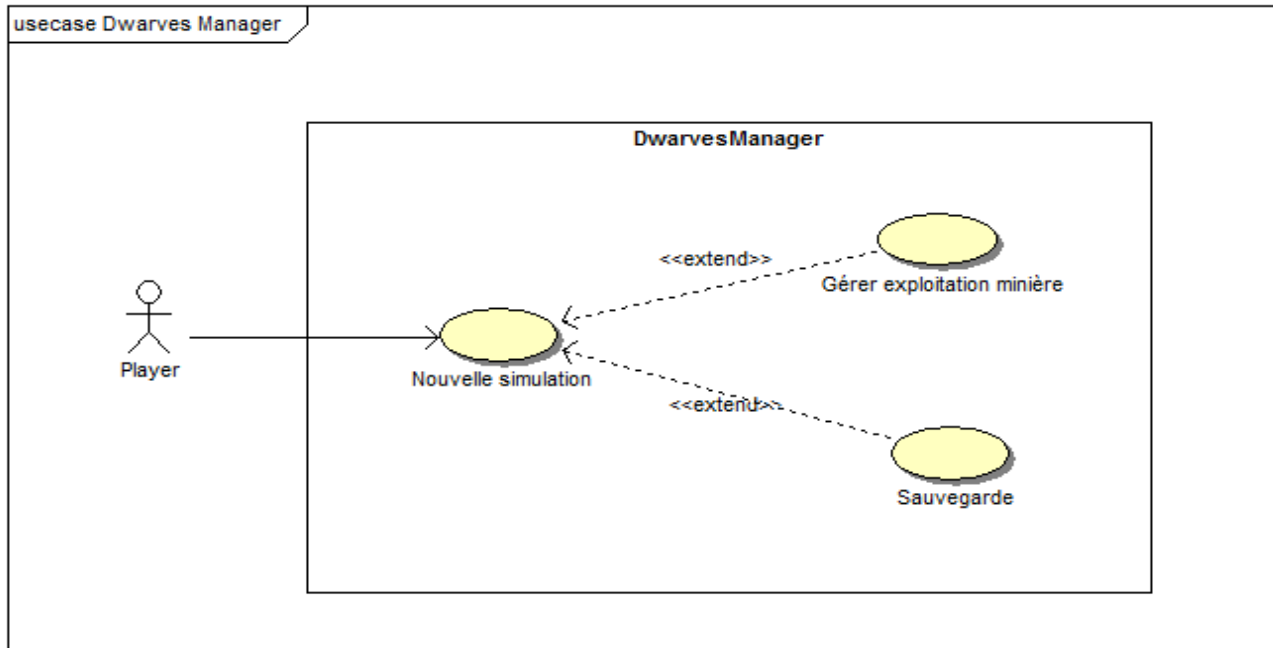 usecase Dwarves Manager
DwarvesManager
<<extend>>
Gérer exploitation minière
Player
Nouvelle simulation
<<extend>>
Sauvegarde